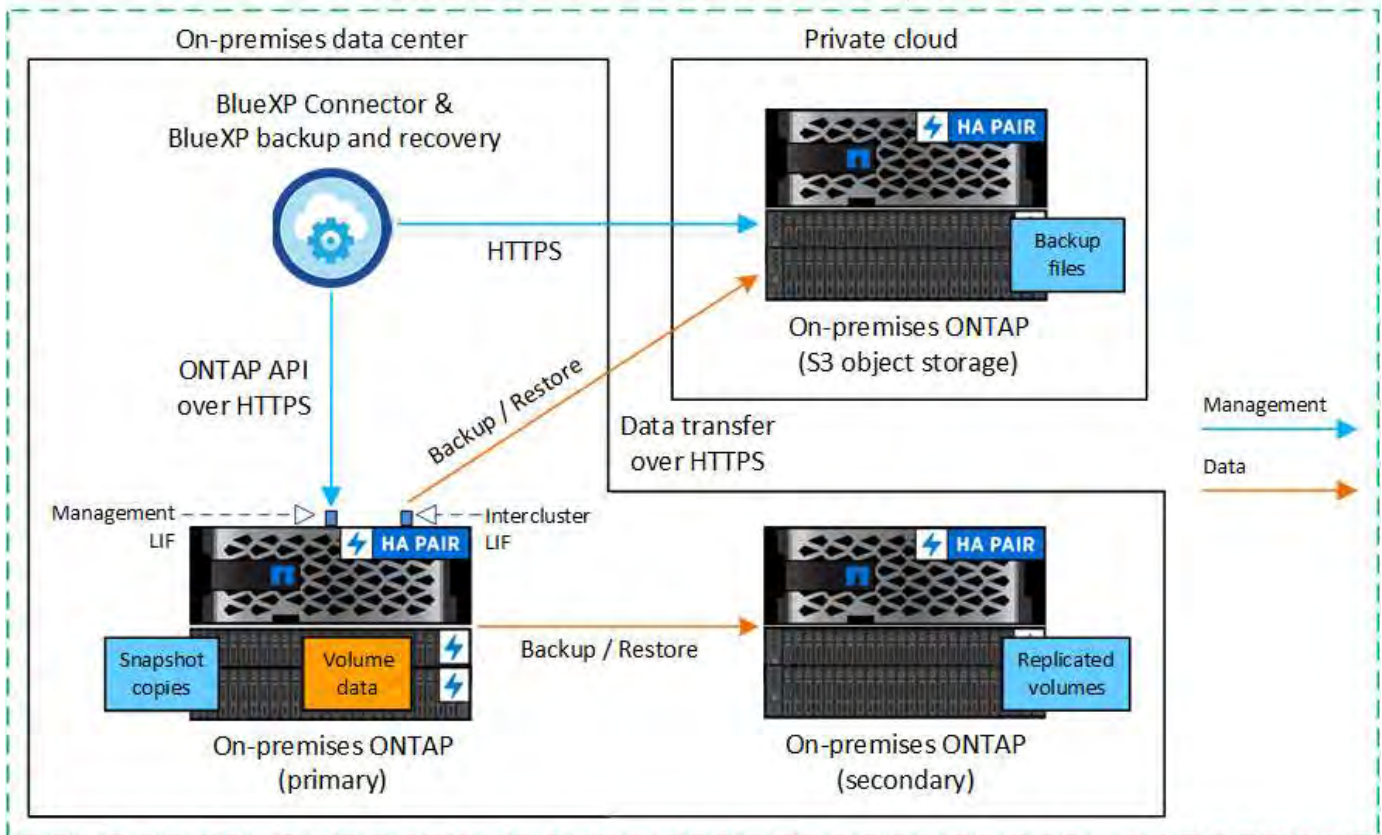 On-premises data center
Private cloud
BlueXP Connector &
BlueXP backup and recovery
HA PAIR
HTTPS
Backup
files
On-premises ONTAP
(S3 object storage)
ONTAP API
over HTTPS
Backup / Restore
Data transfer
over HTTPS
Management
Data
Management
LIF
Intercluster
LIF
HA PAIR
HA PAIR
Snapshot
copies
Volume
data
Backup / Restore
Replicated
volumes
On-premises ONTAP
(primary)
On-premises ONTAP
(secondary)